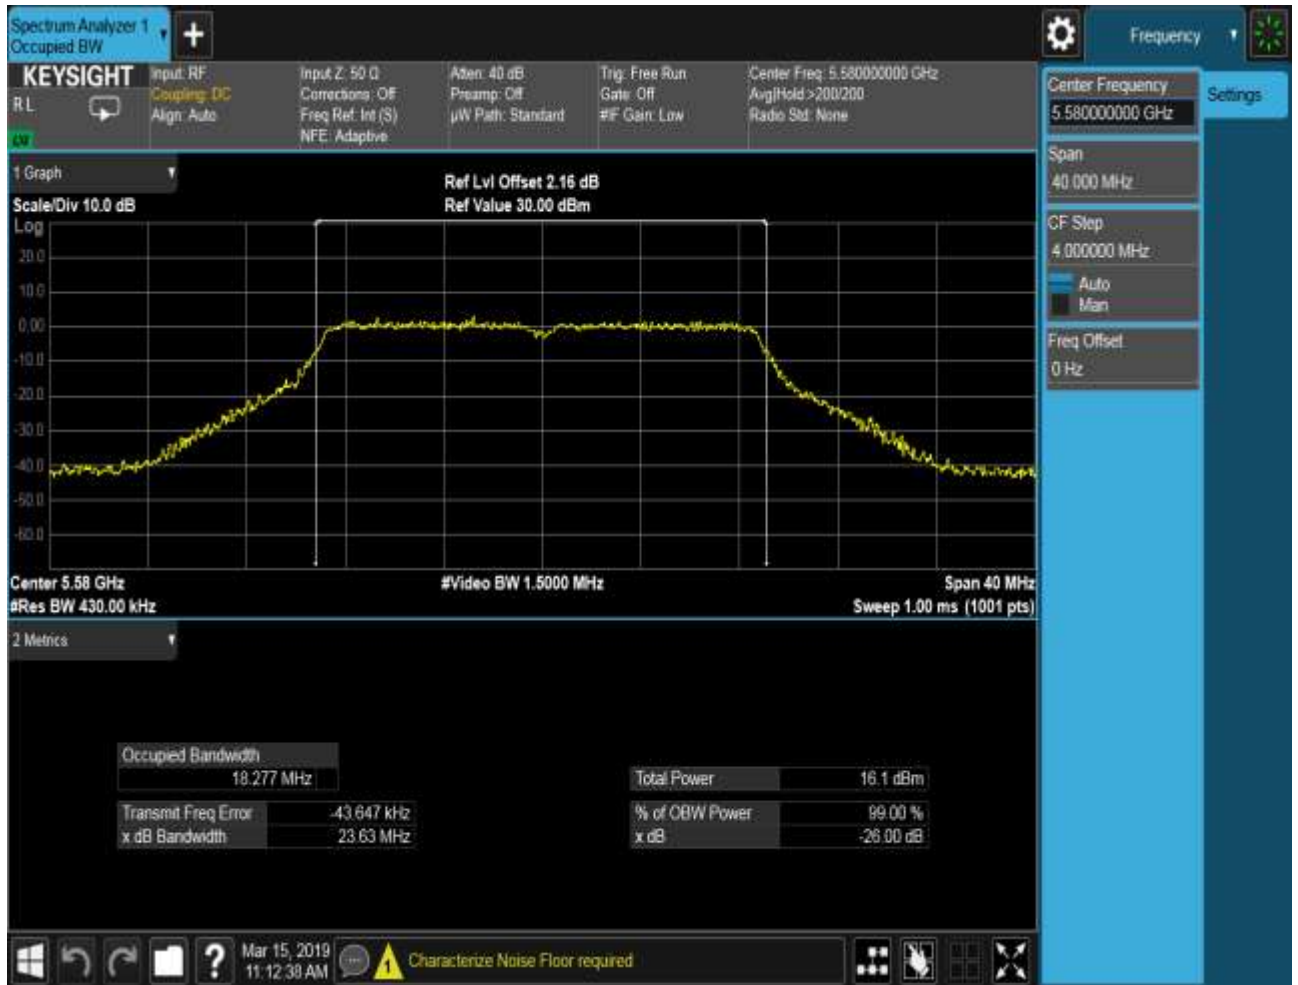 Spectrum Analyzer 1
Occupied BW
Frequency
KEYSIGHT
R L
Input: RF
Coupling: DC
Align: Auto
Input Z: 50 Ω
Corrections: Off
Freq Ref: Int (S)
NFE: Adaptive
Atten: 40 dB
Preamp: Off
µW Path: Standard
Trig: Free Run
Gate: Off
#IF Gain: Low
Center Freq: 5.580000000 GHz
Avg|Hold:>200/200
Radio Std: None
Center Frequency
5.580000000 GHz
Settings
Span
40.000 MHz
CF Step
4.000000 MHz
Auto
Man
Freq Offset
0 Hz
1 Graph
Scale/Div 10.0 dB
Ref Lvl Offset 2.16 dB
Ref Value 30.00 dBm
Log
20.0
10.0
0.00
-10.0
-20.0
-30.0
-40.0
-50.0
-60.0
Center 5.58 GHz
#Video BW 1.5000 MHz
Span 40 MHz
#Res BW 430.00 kHz
Sweep 1.00 ms (1001 pts)
2 Metrics
Occupied Bandwidth
18.277 MHz
Total Power 16.1 dBm
Transmit Freq Error -43.647 kHz
% of OBW Power 99.00 %
x dB Bandwidth 23.63 MHz
x dB -26.00 dB
?
Mar 15, 2019
11:12:38 AM
1
Characterize Noise Floor required